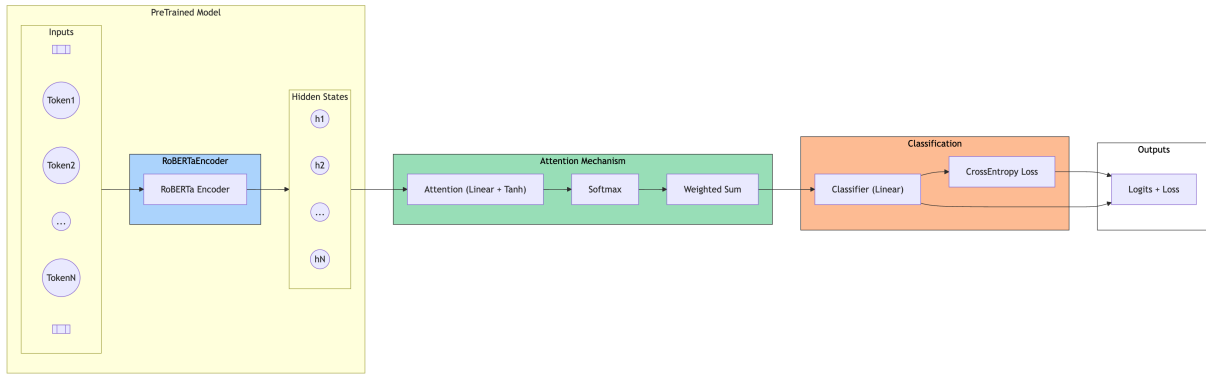 PreTrained Model
Inputs
Token1
Token2
...
TokenN
RoBERTaEncoder
RoBERTa Encoder
Hidden States
h1
h2
...
hN
Attention Mechanism
Attention (Linear + Tanh)
Softmax
Weighted Sum
Classification
Classifier (Linear)
CrossEntropy Loss
Outputs
Logits + Loss